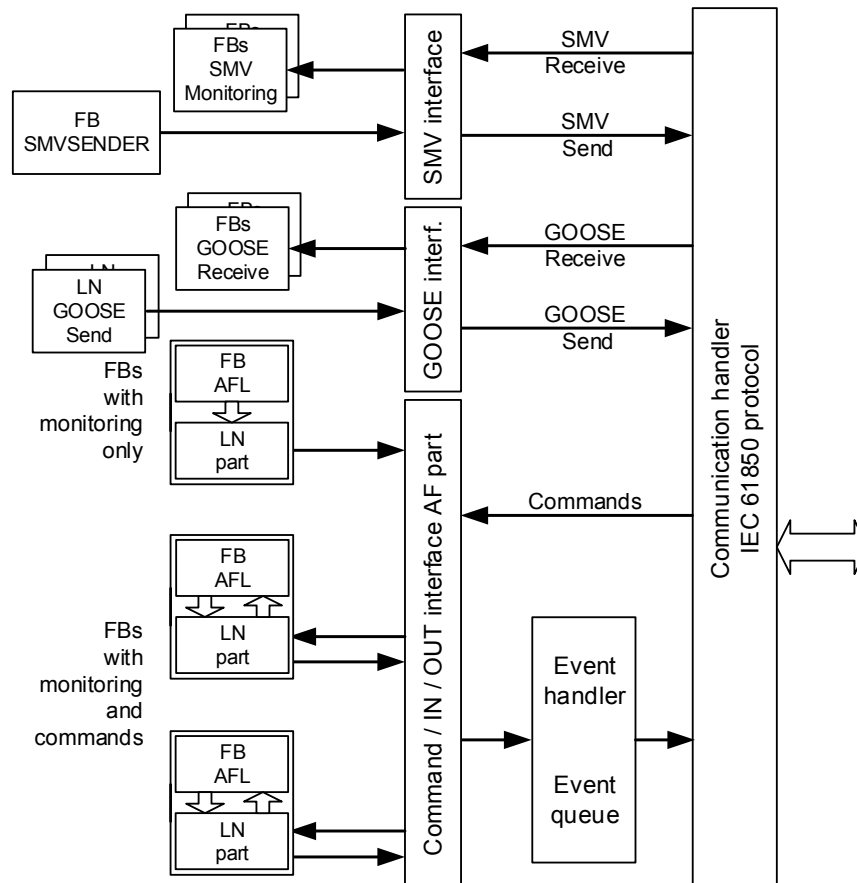 FBs
FBs
SMV
Monitoring
FB
SMVSENDER
SMV interface
SMV
Receive
SMV
Send
FBs
FBs
GOOSE
Receive
LN
LN
GOOSE
Send
GOOSE interf.
GOOSE
Receive
GOOSE
Send
Communication handler
IEC 61850 protocol
FBs
with
monitoring
only
FB
AFL
LN
part
Command / IN / OUT interface AF part
Commands
FBs
with
monitoring
and
commands
FB
AFL
LN
part
Event
handler
Event
queue
FB
AFL
LN
part